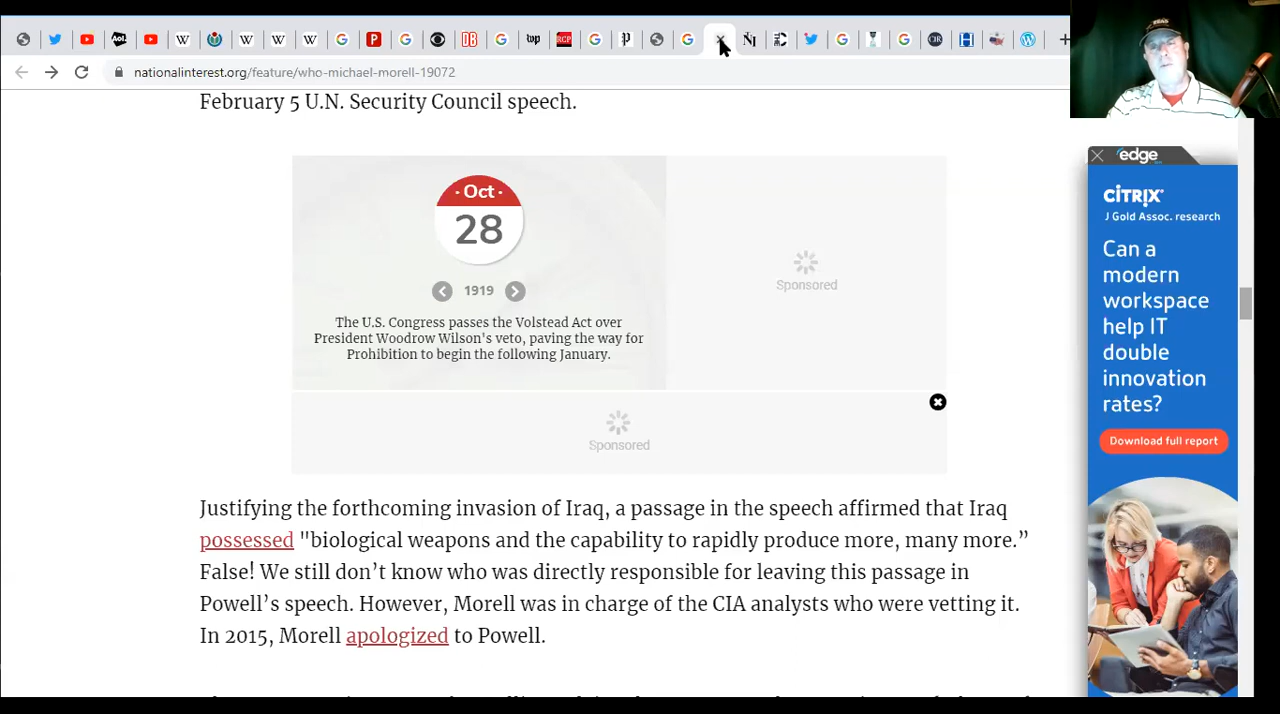 nationalinterest.org/feature/who-michael-morell-19072
February 5 U.N. Security Council speech.
· Oct ·
28
1919
The U.S. Congress passes the Volstead Act over
President Woodrow Wilson's veto, paving the way for
Prohibition to begin the following January.
Sponsored
Sponsored
Justifying the forthcoming invasion of Iraq, a passage in the speech affirmed that Iraq
possessed "biological weapons and the capability to rapidly produce more, many more.”
False! We still don’t know who was directly responsible for leaving this passage in
Powell’s speech. However, Morell was in charge of the CIA analysts who were vetting it.
In 2015, Morell apologized to Powell.
edge
CITRIX
J Gold Assoc. research
Can a
modern
workspace
help IT
double
innovation
rates?
Download full report